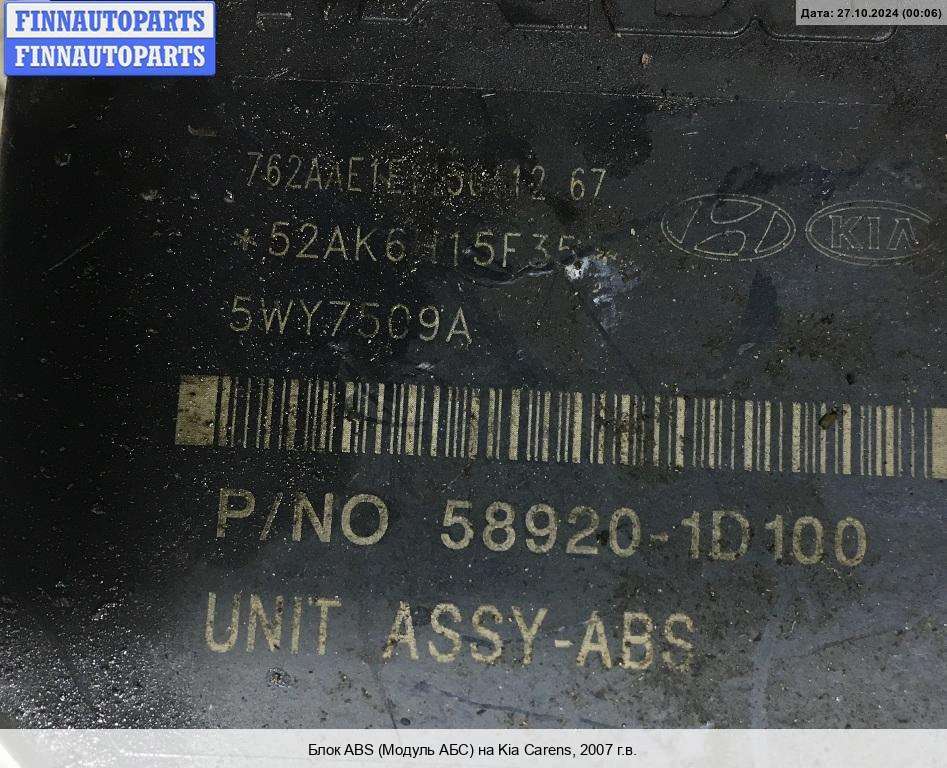 FINNAUTOPARTS
FINNAUTOPARTS
Дата: 27.10.2024 (00:06)
67
KIA
5WY7509A
P/NO 58920-1D100
UNIT ASSY-ABS
Блок ABS (Модуль АБС) на Kia Carens, 2007 г.в.